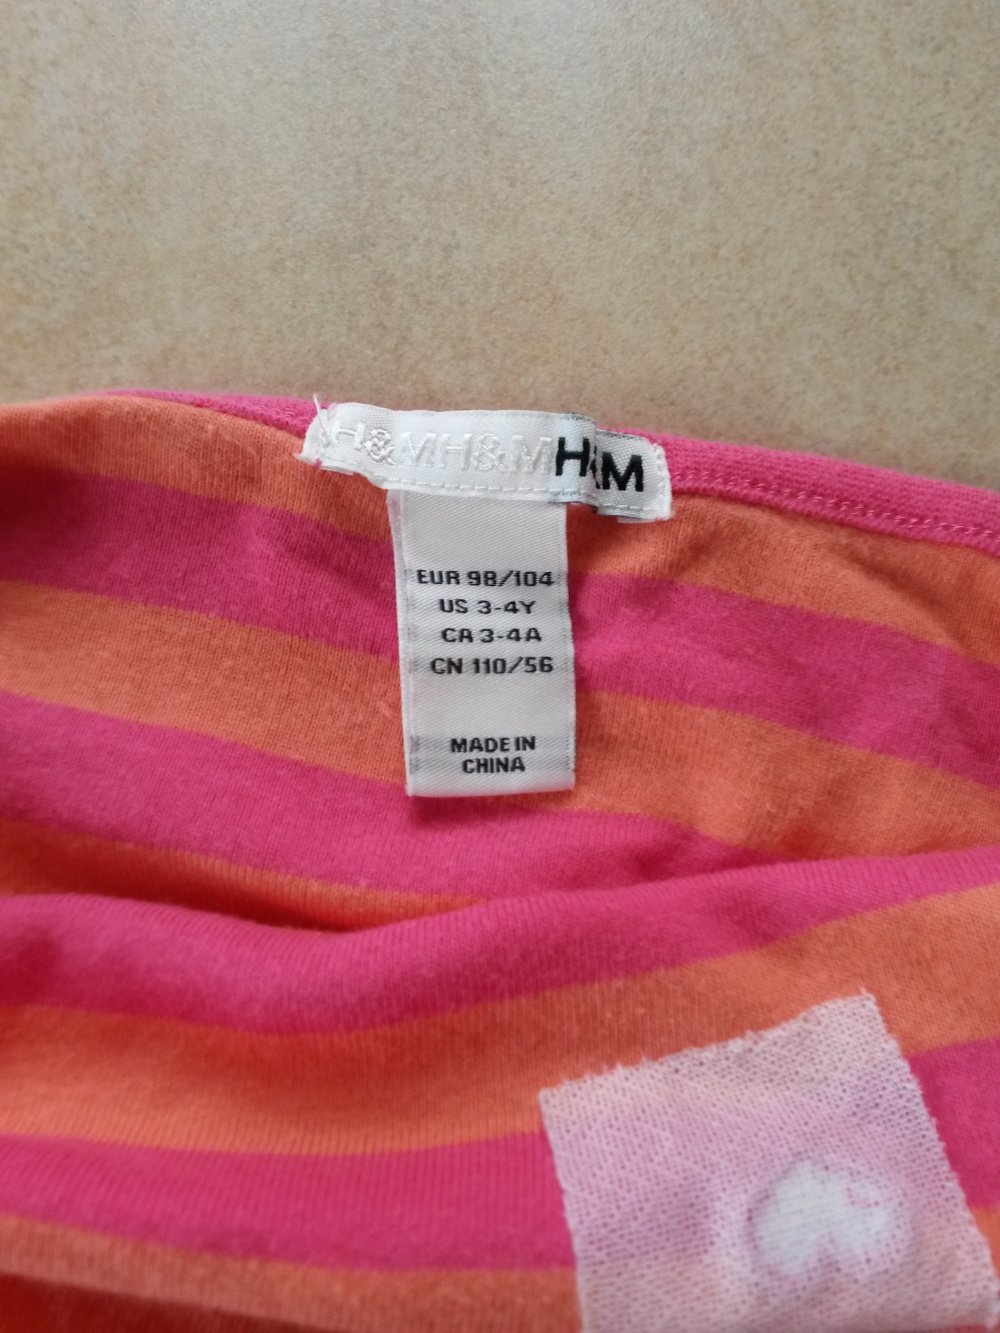 H&MH&MH&M
EUR 98/104
US 3-4Y
CA 3-4A
CN 110/56
MADE IN
CHINA